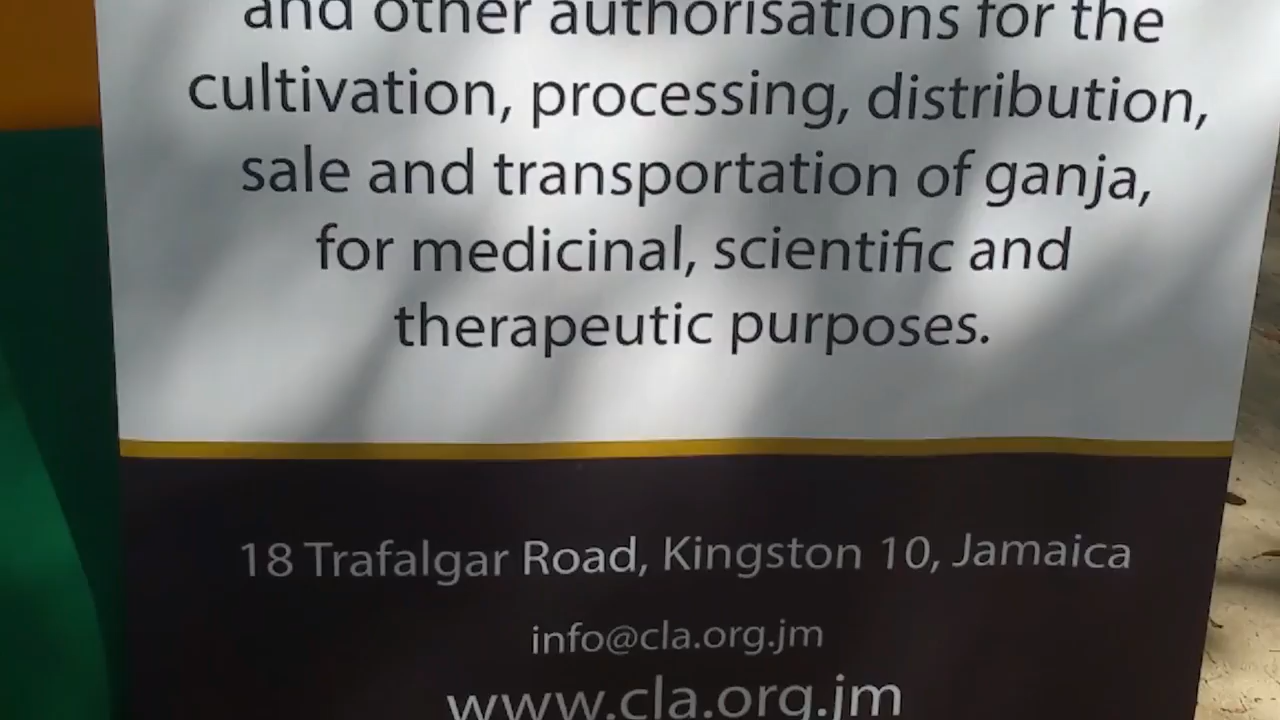 and other authorisations for the
cultivation, processing, distribution,
sale and transportation of ganja,
for medicinal, scientific and
therapeutic purposes.
18 Trafalgar Road, Kingston 10, Jamaica
info@cla.org.jm
www.cla.org.jm